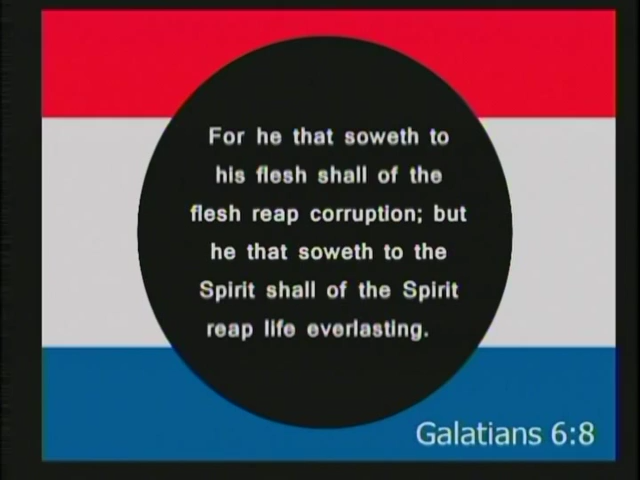 For he that soweth to
his flesh shall of the
flesh reap corruption; but
he that soweth to the
Spirit shall of the Spirit
reap life everlasting.
Galatians 6:8